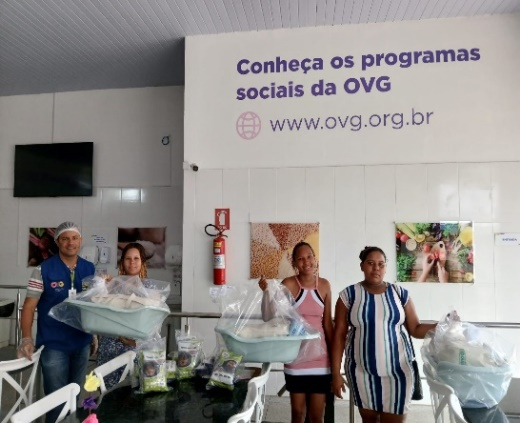 Conheça os programas
sociais da OVG
www.ovg.org.br